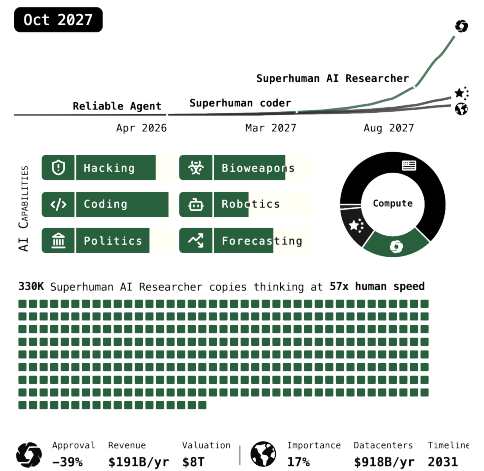 Oct 2027
Superhuman AI Researcher
Reliable Agent
Superhuman coder
Apr 2026
Mar 2027
Aug 2027
AI Capabilities
Hacking
Bioweapons
Coding
Robotics
Politics
Forecasting
Compute
330K Superhuman AI Researcher copies thinking at 57x human speed
Approval
Revenue
Valuation
Importance
Datacenters
Timeline
-39%
$191B/yr
$8T
17%
$918B/yr
2031